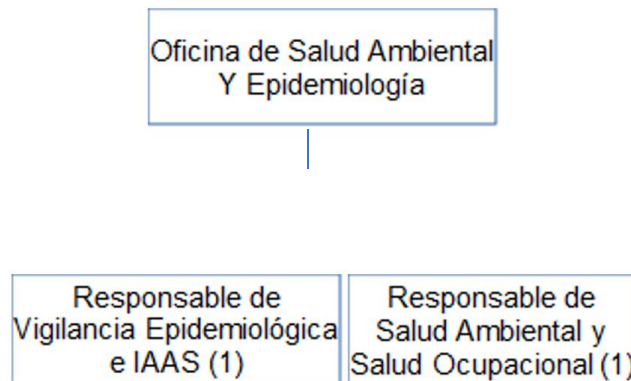 Oficina de Salud Ambiental
Y Epidemiología
Responsable de
Vigilancia Epidemiológica
e IAAS (1)
Responsable de
Salud Ambiental y
Salud Ocupacional (1)